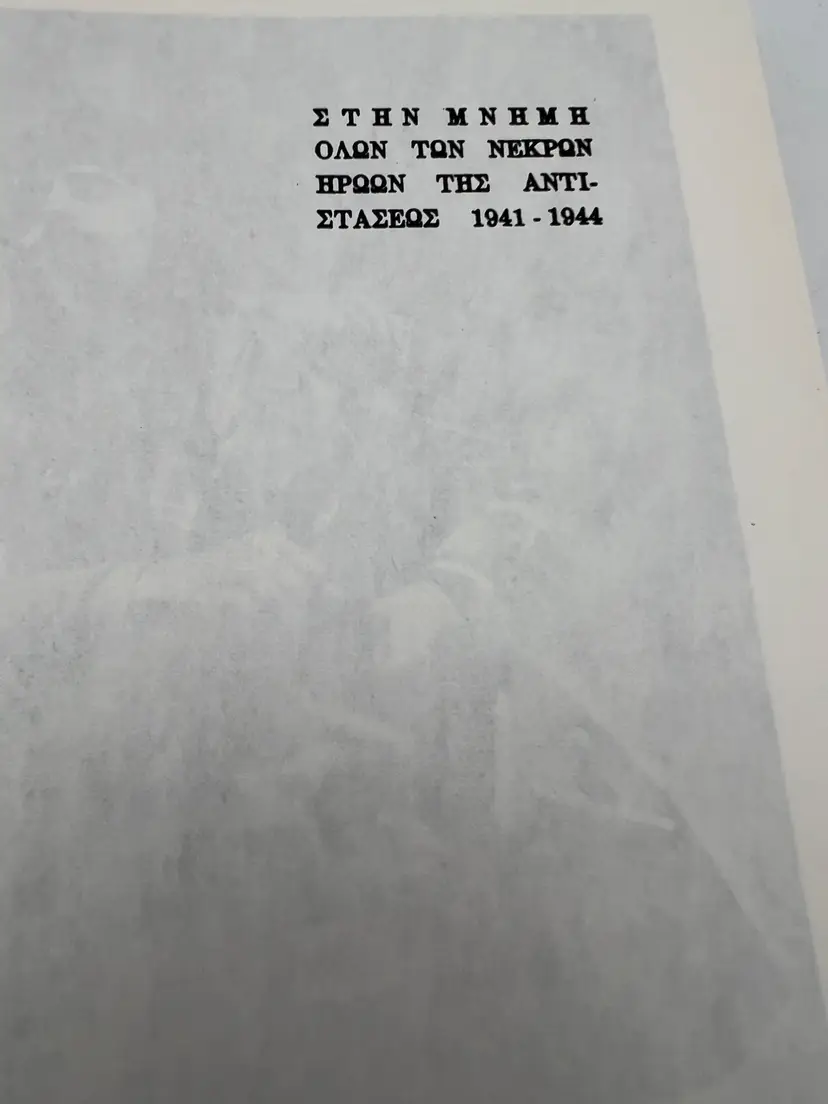 ΣΤΗΝ ΜΝΗΜΗ
ΟΛΩΝ ΤΩΝ ΝΕΚΡΩΝ
ΗΡΩΩΝ ΤΗΣ ΑΝΤΙ-
ΣΤΑΣΕΩΣ 1941 - 1944